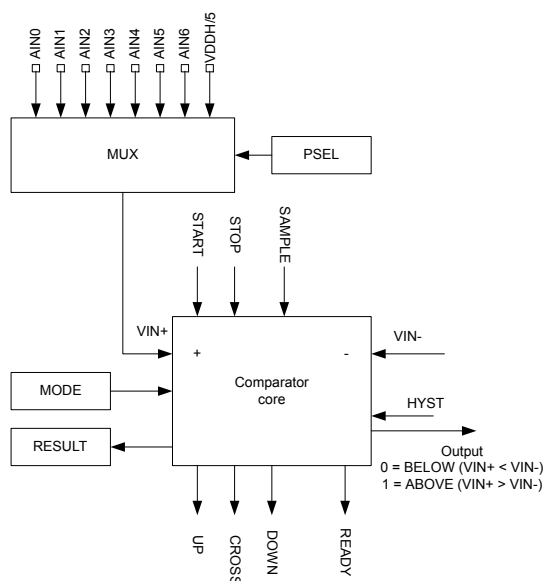 AIN0
AIN1
AIN2
AIN3
AIN4
AIN5
AIN6
VDDH/5
MUX
PSEL
START
STOP
SAMPLE
VIN+
VIN-
+
-
MODE
Comparator
core
HYST
RESULT
Output
0 = BELOW (VIN+ < VIN-)
1 = ABOVE (VIN+ > VIN-)
UP
CROSS
DOWN
READY